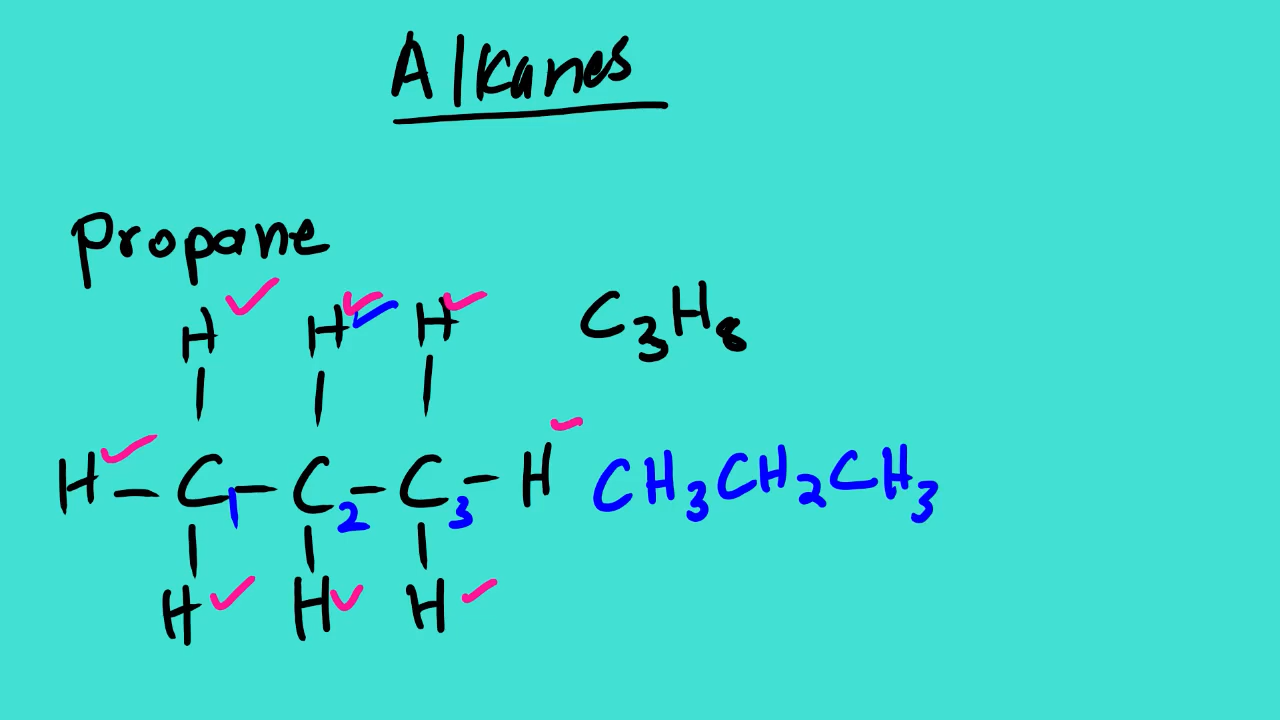 Alkanes
Propane
H H H C3H8
H - C1 - C2 - C3 - H CH3CH2CH3
H H H